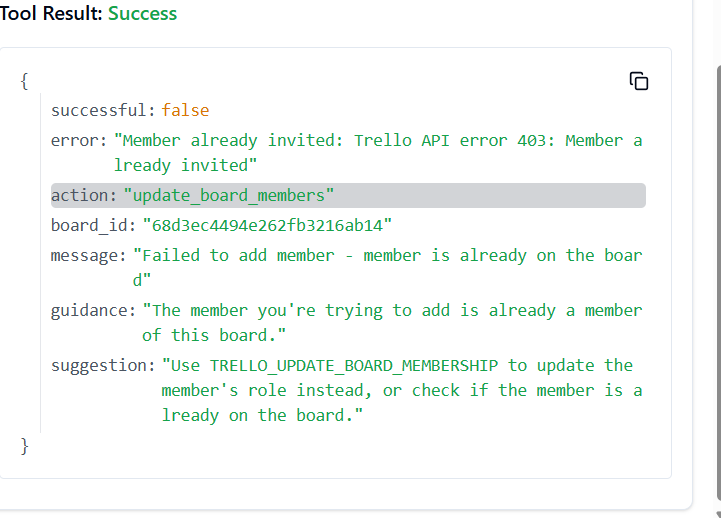 Tool Result: Success
{
successful: false
error: "Member already invited: Trello API error 403: Member a
lready invited"
action: "update_board_members"
board_id: "68d3ec4494e262fb3216ab14"
message: "Failed to add member - member is already on the boar
d"
guidance: "The member you're trying to add is already a member
of this board."
suggestion: "Use TRELLO_UPDATE_BOARD_MEMBERSHIP to update the
member's role instead, or check if the member is a
lready on the board."
}